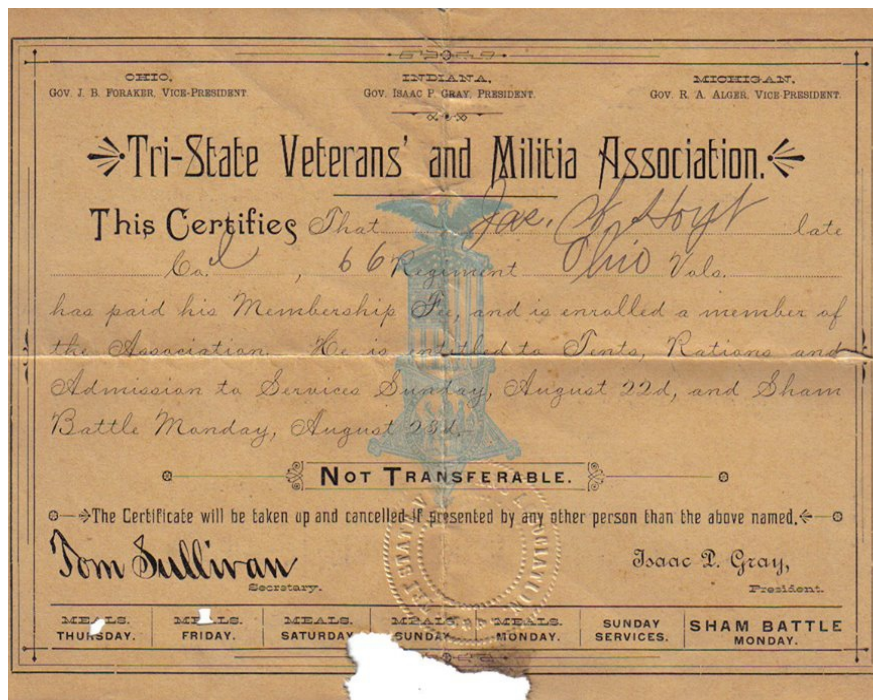 OHIO,
GOV. J. B. FORAKER, VICE-PRESIDENT.
INDIANA,
GOV. ISAAC P. GRAY, PRESIDENT.
MICHIGAN,
GOV. R. A. ALGER, VICE-PRESIDENT.
Tri-State Veterans' and Militia Association.
This Certifies That Jac. Hoyt late
Co. , 66 Regiment Ohio Vols.
has paid his Membership Fee, and is enrolled a member of
the Association. He is entitled to Tents, Rations and
Admission to Services Sunday, August 22d, and Sham
Battle Monday, August 23d.
NOT TRANSFERABLE.
The Certificate will be taken up and cancelled if presented by any other person than the above named.
Tom Sullivan
Secretary.
Isaac P. Gray,
President.
MEALS. THURSDAY.
MEALS. FRIDAY.
MEALS. SATURDAY
MEALS. SUNDAY
MEALS. MONDAY.
SUNDAY SERVICES.
SHAM BATTLE MONDAY.